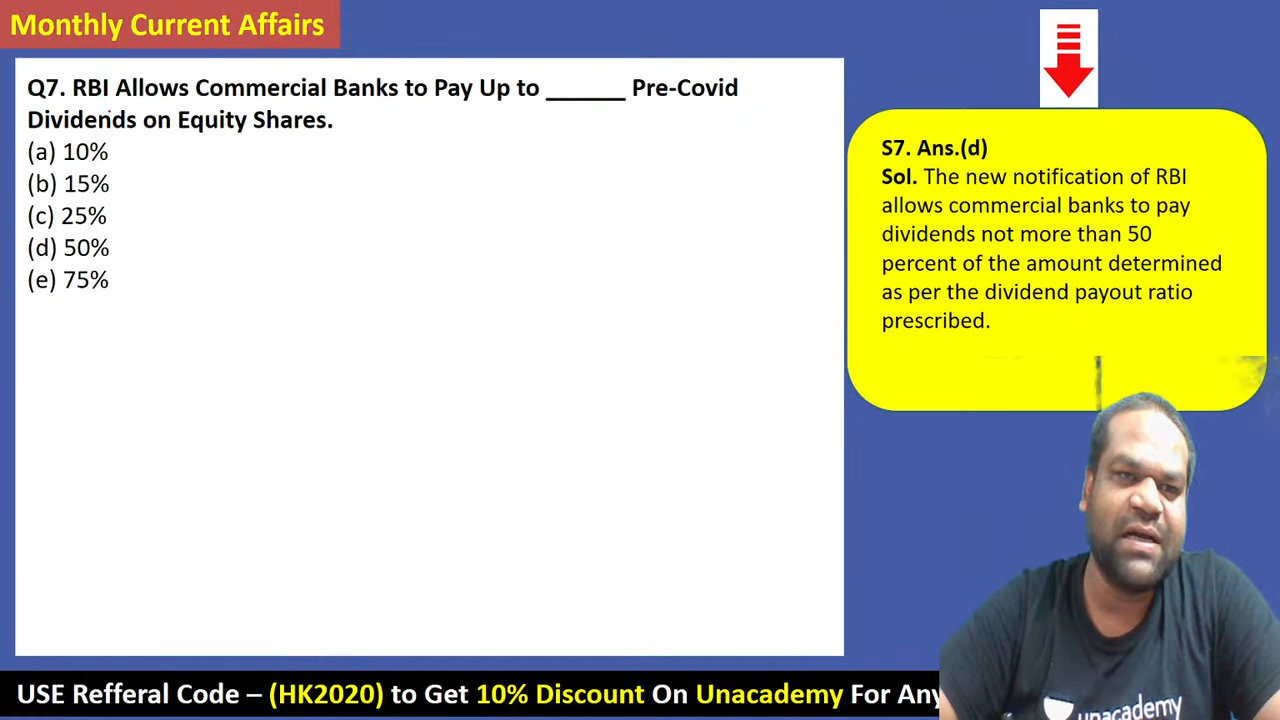 Monthly Current Affairs
Q7. RBI Allows Commercial Banks to Pay Up to ______ Pre-Covid
Dividends on Equity Shares.
(a) 10%
(b) 15%
(c) 25%
(d) 50%
(e) 75%
S7. Ans.(d)
Sol. The new notification of RBI
allows commercial banks to pay
dividends not more than 50
percent of the amount determined
as per the dividend payout ratio
prescribed.
USE Refferal Code – (HK2020) to Get 10% Discount On Unacademy For Any
unacademy